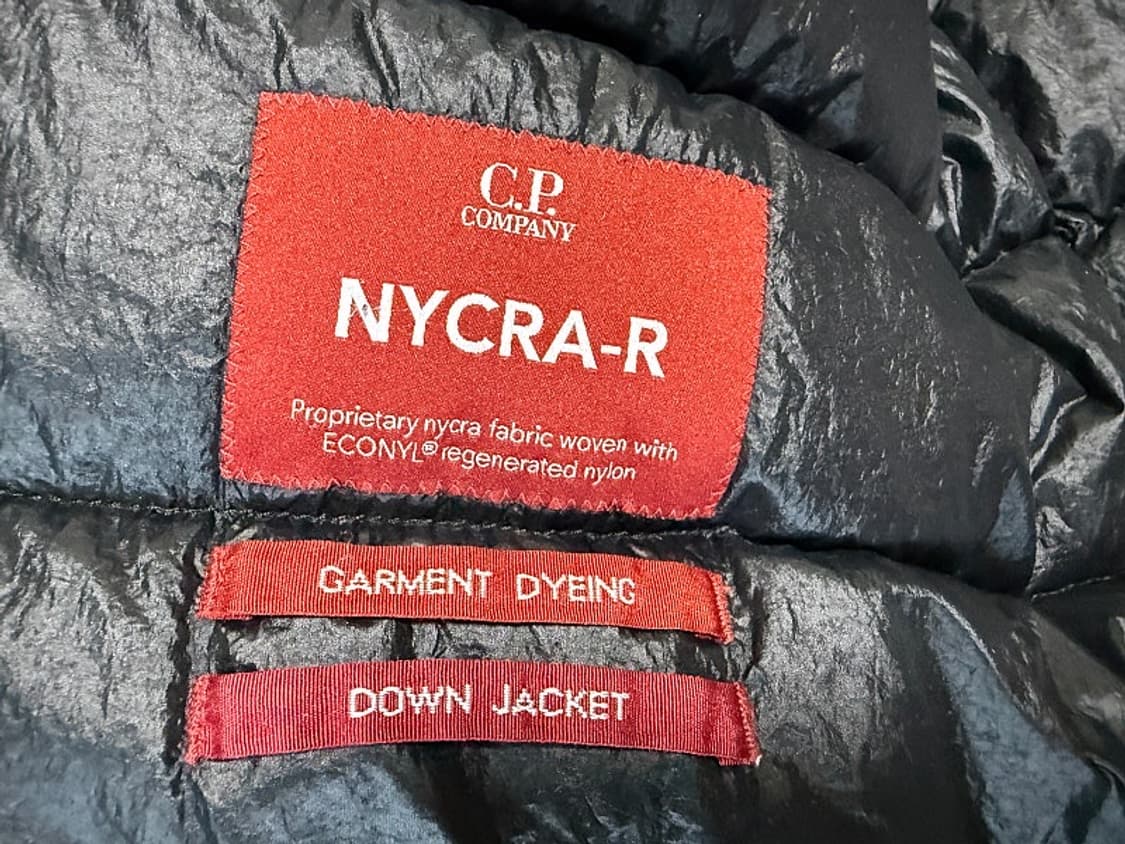 C.P.
COMPANY
NYCRA-R
Proprietary nycra fabric woven with
ECONYL® regenerated nylon
GARMENT DYEING
DOWN JACKET